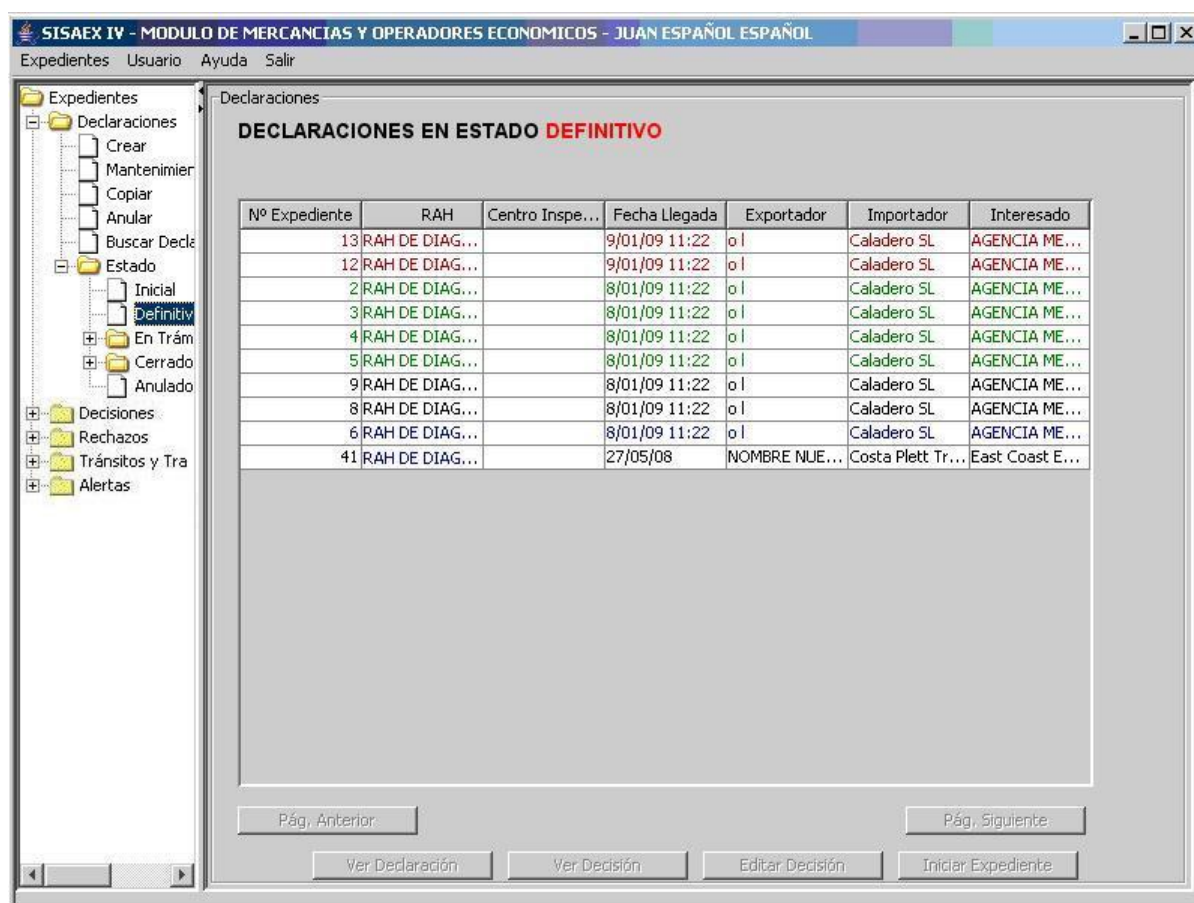 SISAEX IV - MODULO DE MERCANCIAS Y OPERADORES ECONOMICOS - JUAN ESPAÑOL ESPAÑOL
Expedientes Usuario Ayuda Salir
Expedientes
Declaraciones
Crear
Mantenimier
Copiar
Anular
Buscar Decla
Estado
Inicial
Definitiv
En Trám
Cerrado
Anulado
Decisiones
Rechazos
Tránsitos y Tra
Alertas
Declaraciones
DECLARACIONES EN ESTADO DEFINITIVO
Nº Expediente RAH Centro Inspe... Fecha Llegada Exportador Importador Interesado
13 RAH DE DIAG... 9/01/09 11:22 o l Caladero SL AGENCIA ME...
12 RAH DE DIAG... 9/01/09 11:22 o l Caladero SL AGENCIA ME...
2 RAH DE DIAG... 8/01/09 11:22 o l Caladero SL AGENCIA ME...
3 RAH DE DIAG... 8/01/09 11:22 o l Caladero SL AGENCIA ME...
4 RAH DE DIAG... 8/01/09 11:22 o l Caladero SL AGENCIA ME...
5 RAH DE DIAG... 8/01/09 11:22 o l Caladero SL AGENCIA ME...
9 RAH DE DIAG... 8/01/09 11:22 o l Caladero SL AGENCIA ME...
8 RAH DE DIAG... 8/01/09 11:22 o l Caladero SL AGENCIA ME...
6 RAH DE DIAG... 8/01/09 11:22 o l Caladero SL AGENCIA ME...
41 RAH DE DIAG... 27/05/08 NOMBRE NUE... Costa Plett Tr... East Coast E...
Pág. Anterior Pág. Siguiente
Ver Declaración Ver Decisión Editar Decisión Iniciar Expediente